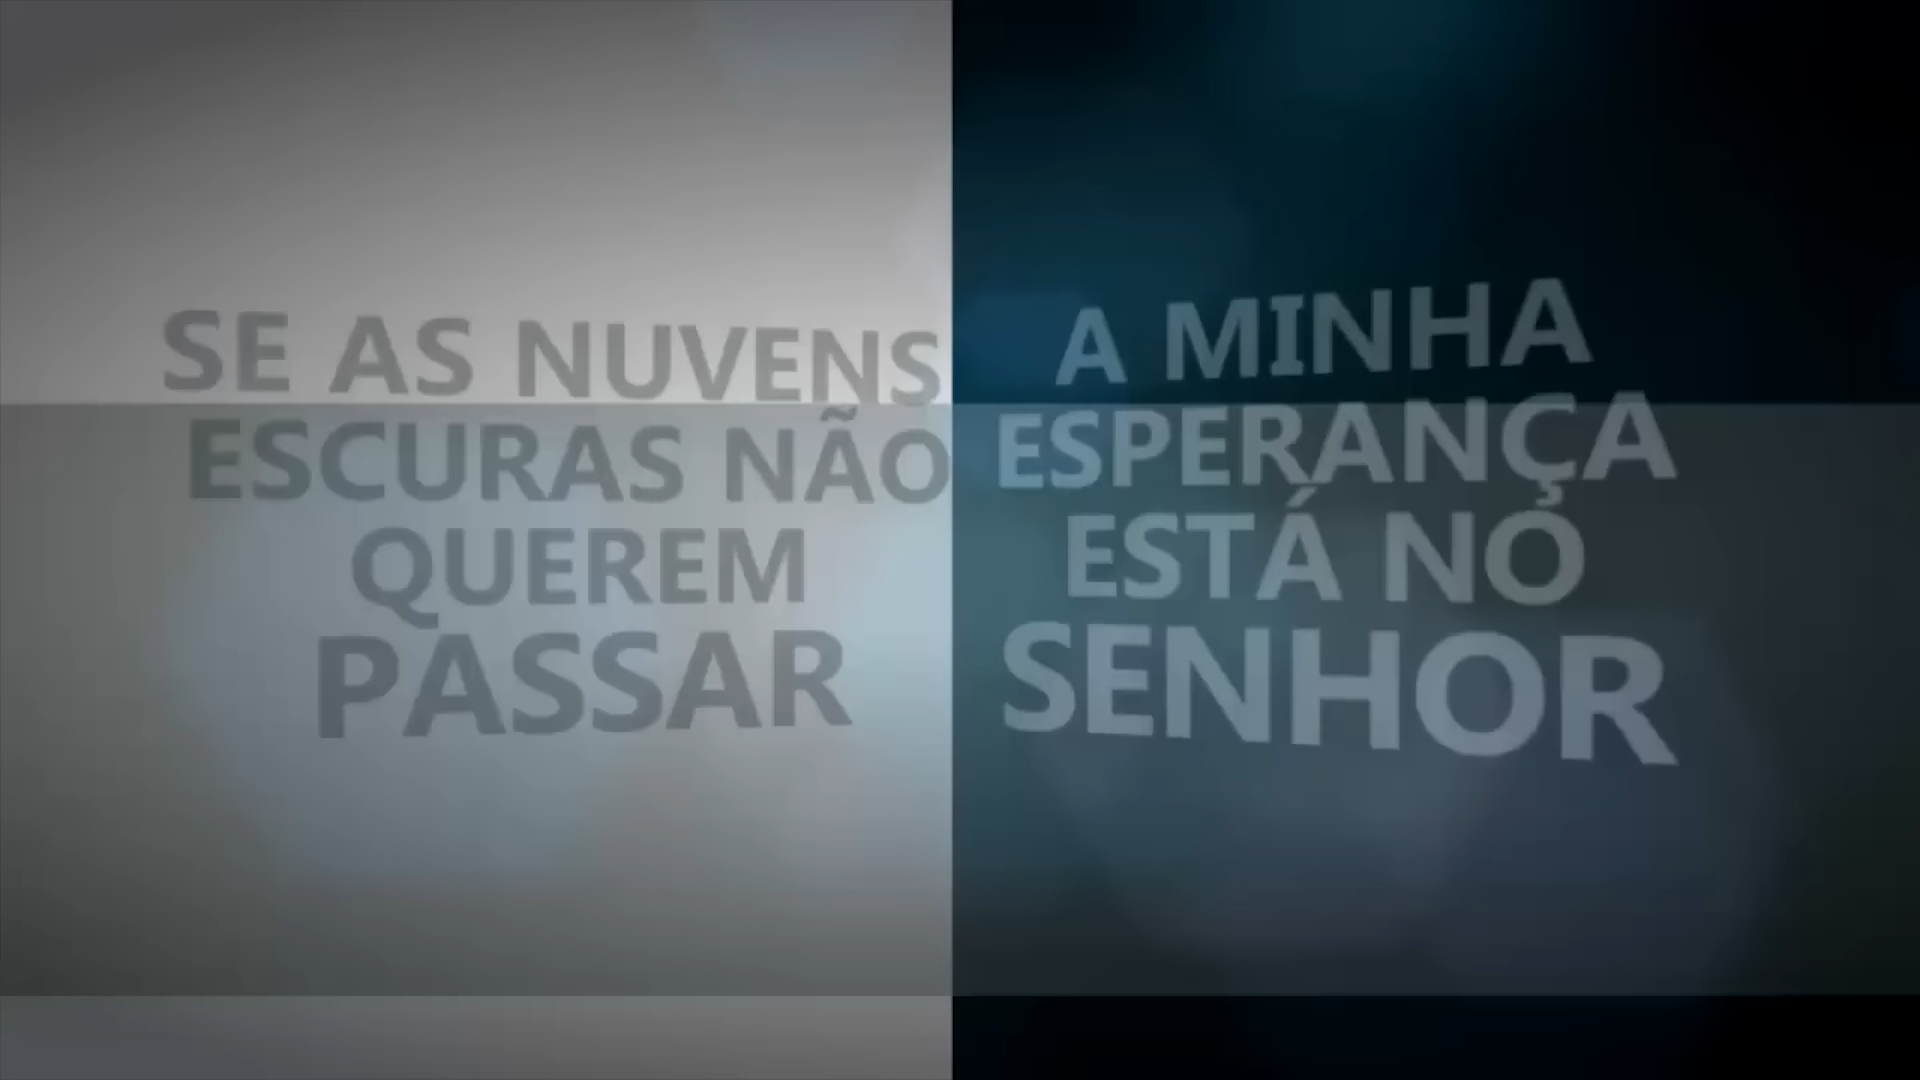 SE AS NUVENS
ESCURAS NÃO
QUEREM
PASSAR
A MINHA
ESPERANÇA
ESTÁ NO
SENHOR